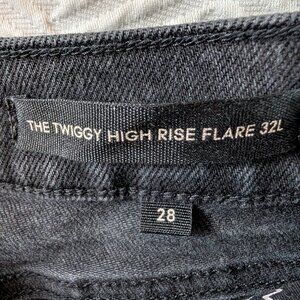 THE TWIGGY HIGH RISE FLARE 32L
28